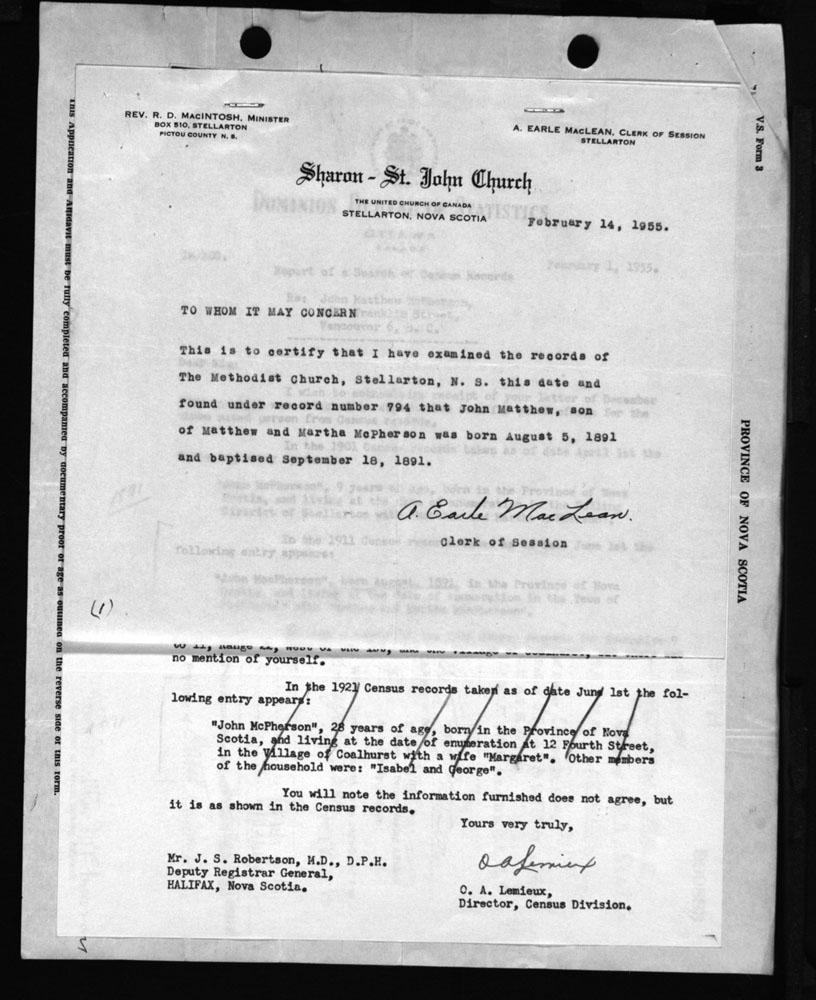 REV. R. D. MACINTOSH, MINISTER
BOX 510, STELLARTON
PICTOU COUNTY N. S.
A. EARLE MACLEAN, CLERK OF SESSION
STELLARTON
Sharon - St. John Church
THE UNITED CHURCH OF CANADA
STELLARTON, NOVA SCOTIA
February 14, 1955.
TO WHOM IT MAY CONCERN
This is to certify that I have examined the records of
The Methodist Church, Stellarton, N. S. this date and
found under record number 794 that John Matthew, son
of Matthew and Martha McPherson was born August 5, 1891
and baptised September 18, 1891.
A. Earle MacLean.
Clerk of Session
(1)
no mention of yourself.
In the 1921 Census records taken as of date June 1st the fol-
lowing entry appears:
"John McPherson", 28 years of age, born in the Province of Nova
Scotia, and living at the date of enumeration at 12 Fourth Street,
in the Village of Coalhurst with a wife "Margaret". Other members
of the household were: "Isabel and George".
You will note the information furnished does not agree, but
it is as shown in the Census records.
Yours very truly,
O A Lemieux
O. A. Lemieux,
Director, Census Division.
Mr. J. S. Robertson, M.D., D.P.H.
Deputy Registrar General,
HALIFAX, Nova Scotia.
This Application and Affidavit must be fully completed and accompanied by documentary proof of age as outlined on the reverse side of this form.
V.S. Form 3
PROVINCE OF NOVA SCOTIA